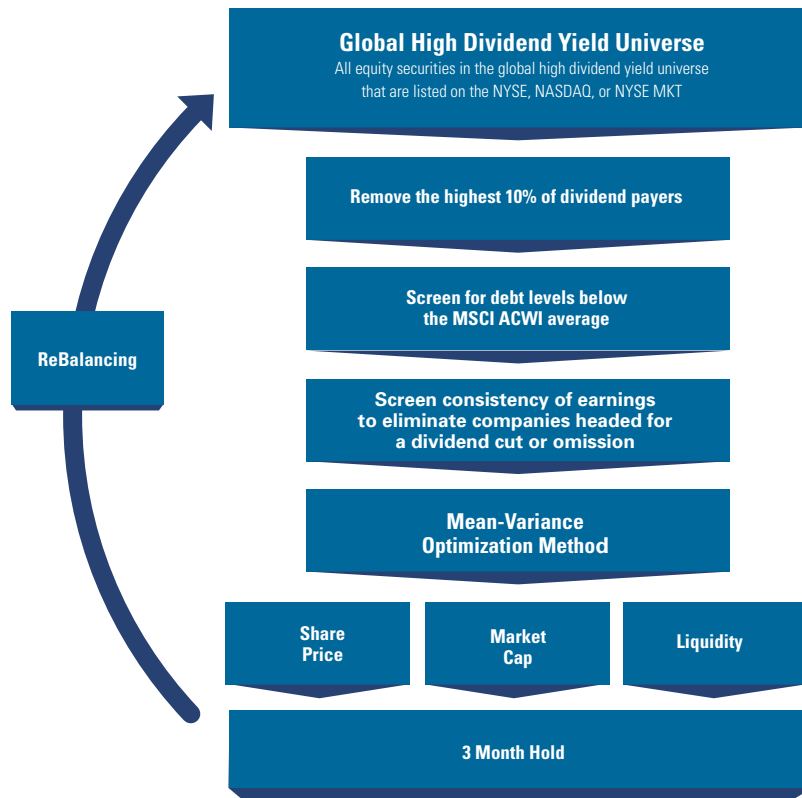 Global High Dividend Yield Universe
All equity securities in the global high dividend yield universe
that are listed on the NYSE, NASDAQ, or NYSE MKT
Remove the highest 10% of dividend payers
Screen for debt levels below
the MSCI ACWI average
ReBalancing
Screen consistency of earnings
to eliminate companies headed for
a dividend cut or omission
Mean-Variance
Optimization Method
Share
Price
Market
Cap
Liquidity
3 Month Hold